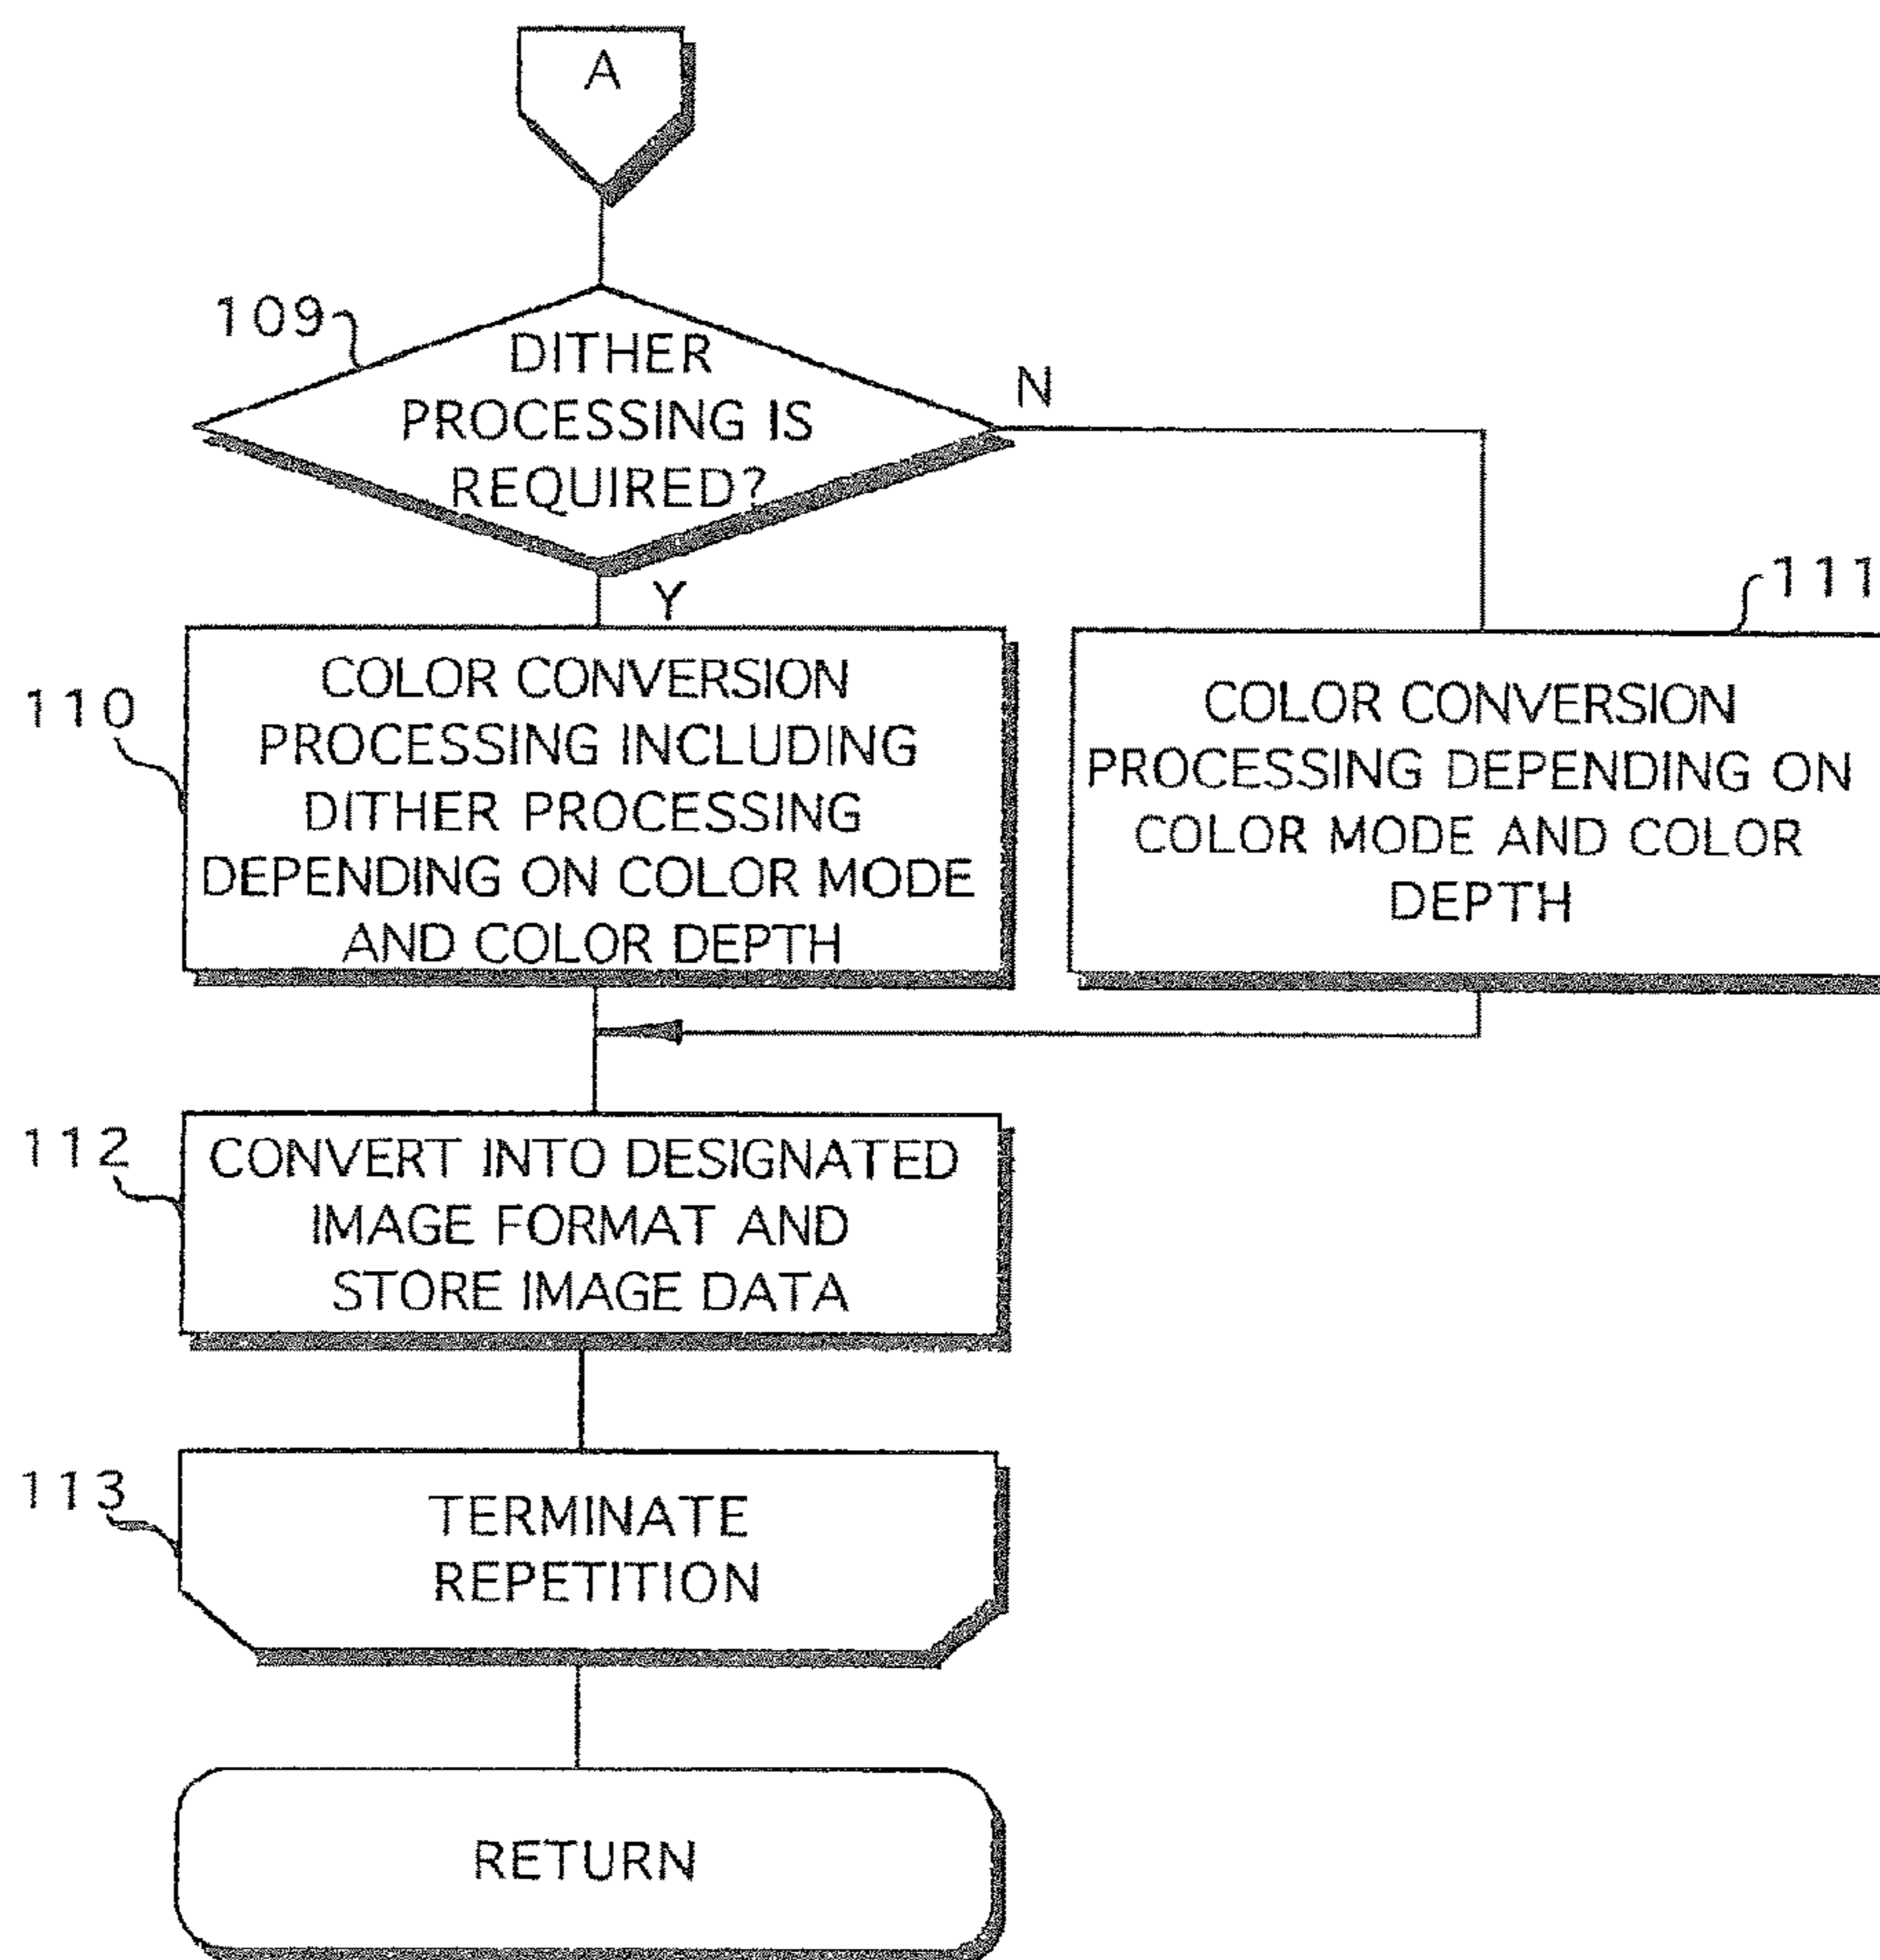 A
109
DITHER
PROCESSING IS
REQUIRED?
N
Y
110
COLOR CONVERSION
PROCESSING INCLUDING
DITHER PROCESSING
DEPENDING ON COLOR MODE
AND COLOR DEPTH
111
COLOR CONVERSION
PROCESSING DEPENDING ON
COLOR MODE AND COLOR
DEPTH
112
CONVERT INTO DESIGNATED
IMAGE FORMAT AND
STORE IMAGE DATA
113
TERMINATE
REPETITION
RETURN